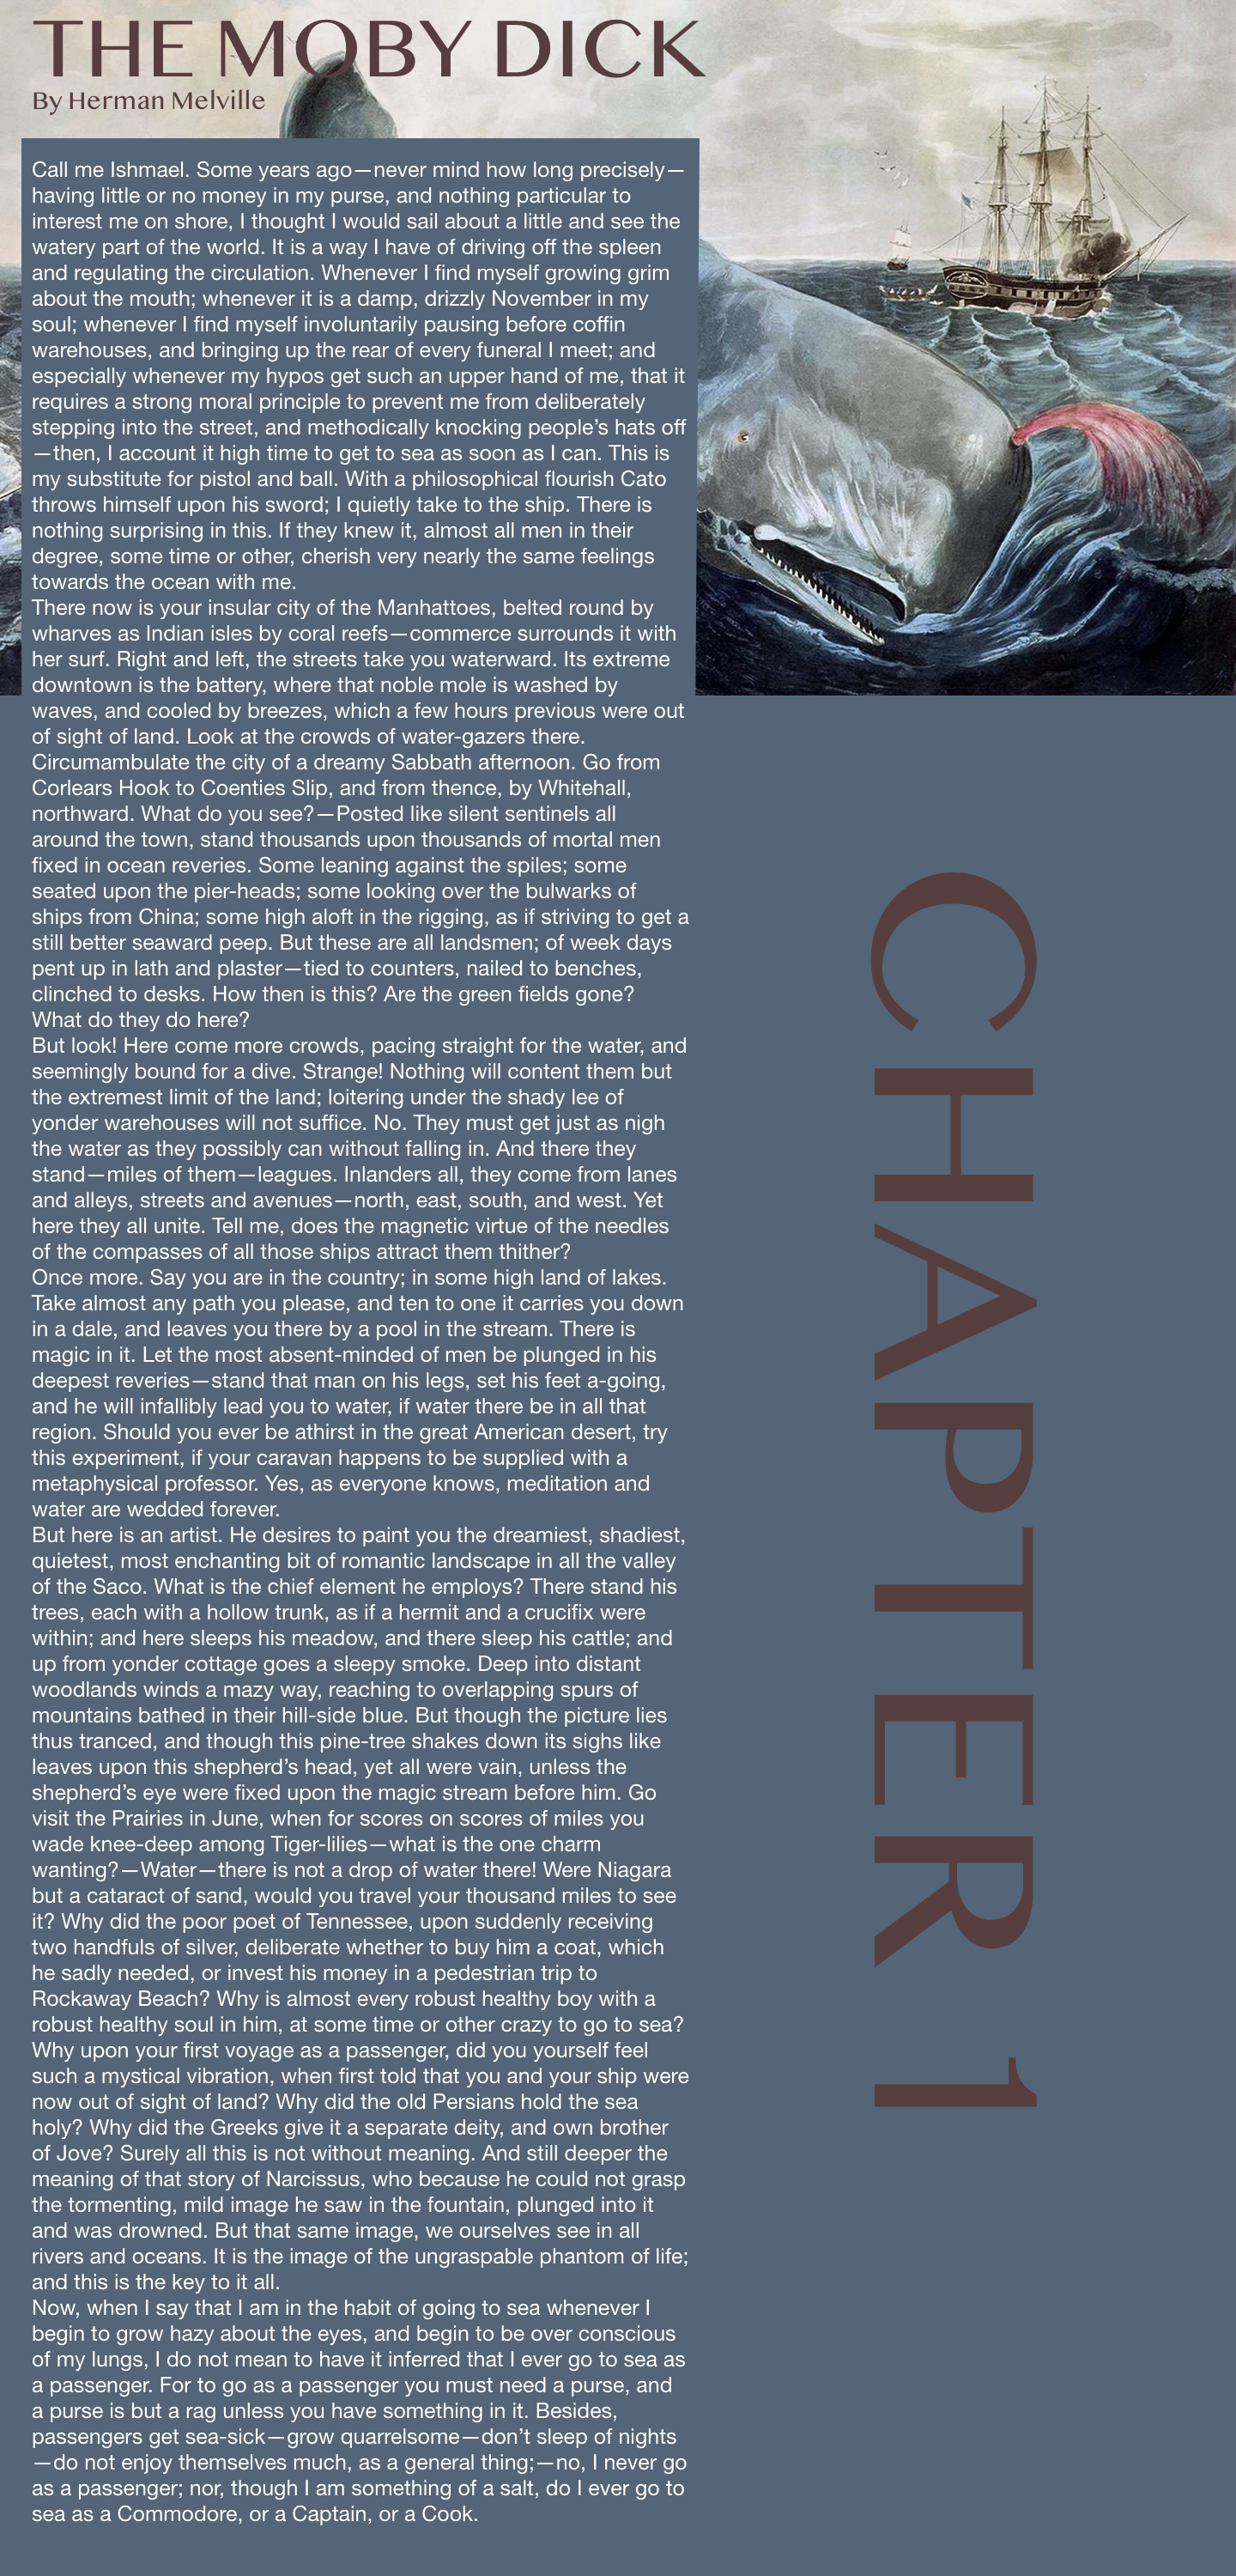 THE MOBY DICK
By Herman Melville
Call me Ishmael. Some years ago—never mind how long precisely—
having little or no money in my purse, and nothing particular to
interest me on shore, I thought I would sail about a little and see the
watery part of the world. It is a way I have of driving off the spleen
and regulating the circulation. Whenever I find myself growing grim
about the mouth; whenever it is a damp, drizzly November in my
soul; whenever I find myself involuntarily pausing before coffin
warehouses, and bringing up the rear of every funeral I meet; and
especially whenever my hypos get such an upper hand of me, that it
requires a strong moral principle to prevent me from deliberately
stepping into the street, and methodically knocking people’s hats off
—then, I account it high time to get to sea as soon as I can. This is
my substitute for pistol and ball. With a philosophical flourish Cato
throws himself upon his sword; I quietly take to the ship. There is
nothing surprising in this. If they knew it, almost all men in their
degree, some time or other, cherish very nearly the same feelings
towards the ocean with me.
There now is your insular city of the Manhattoes, belted round by
wharves as Indian isles by coral reefs—commerce surrounds it with
her surf. Right and left, the streets take you waterward. Its extreme
downtown is the battery, where that noble mole is washed by
waves, and cooled by breezes, which a few hours previous were out
of sight of land. Look at the crowds of water-gazers there.
Circumambulate the city of a dreamy Sabbath afternoon. Go from
Corlears Hook to Coenties Slip, and from thence, by Whitehall,
northward. What do you see?—Posted like silent sentinels all
around the town, stand thousands upon thousands of mortal men
fixed in ocean reveries. Some leaning against the spiles; some
seated upon the pier-heads; some looking over the bulwarks of
ships from China; some high aloft in the rigging, as if striving to get a
still better seaward peep. But these are all landsmen; of week days
pent up in lath and plaster—tied to counters, nailed to benches,
clinched to desks. How then is this? Are the green fields gone?
What do they do here?
But look! Here come more crowds, pacing straight for the water, and
seemingly bound for a dive. Strange! Nothing will content them but
the extremest limit of the land; loitering under the shady lee of
yonder warehouses will not suffice. No. They must get just as nigh
the water as they possibly can without falling in. And there they
stand—miles of them—leagues. Inlanders all, they come from lanes
and alleys, streets and avenues—north, east, south, and west. Yet
here they all unite. Tell me, does the magnetic virtue of the needles
of the compasses of all those ships attract them thither?
Once more. Say you are in the country; in some high land of lakes.
Take almost any path you please, and ten to one it carries you down
in a dale, and leaves you there by a pool in the stream. There is
magic in it. Let the most absent-minded of men be plunged in his
deepest reveries—stand that man on his legs, set his feet a-going,
and he will infallibly lead you to water, if water there be in all that
region. Should you ever be athirst in the great American desert, try
this experiment, if your caravan happens to be supplied with a
metaphysical professor. Yes, as everyone knows, meditation and
water are wedded forever.
But here is an artist. He desires to paint you the dreamiest, shadiest,
quietest, most enchanting bit of romantic landscape in all the valley
of the Saco. What is the chief element he employs? There stand his
trees, each with a hollow trunk, as if a hermit and a crucifix were
within; and here sleeps his meadow, and there sleep his cattle; and
up from yonder cottage goes a sleepy smoke. Deep into distant
woodlands winds a mazy way, reaching to overlapping spurs of
mountains bathed in their hill-side blue. But though the picture lies
thus tranced, and though this pine-tree shakes down its sighs like
leaves upon this shepherd’s head, yet all were vain, unless the
shepherd’s eye were fixed upon the magic stream before him. Go
visit the Prairies in June, when for scores on scores of miles you
wade knee-deep among Tiger-lilies—what is the one charm
wanting?—Water—there is not a drop of water there! Were Niagara
but a cataract of sand, would you travel your thousand miles to see
it? Why did the poor poet of Tennessee, upon suddenly receiving
two handfuls of silver, deliberate whether to buy him a coat, which
he sadly needed, or invest his money in a pedestrian trip to
Rockaway Beach? Why is almost every robust healthy boy with a
robust healthy soul in him, at some time or other crazy to go to sea?
Why upon your first voyage as a passenger, did you yourself feel
such a mystical vibration, when first told that you and your ship were
now out of sight of land? Why did the old Persians hold the sea
holy? Why did the Greeks give it a separate deity, and own brother
of Jove? Surely all this is not without meaning. And still deeper the
meaning of that story of Narcissus, who because he could not grasp
the tormenting, mild image he saw in the fountain, plunged into it
and was drowned. But that same image, we ourselves see in all
rivers and oceans. It is the image of the ungraspable phantom of life;
and this is the key to it all.
Now, when I say that I am in the habit of going to sea whenever I
begin to grow hazy about the eyes, and begin to be over conscious
of my lungs, I do not mean to have it inferred that I ever go to sea as
a passenger. For to go as a passenger you must need a purse, and
a purse is but a rag unless you have something in it. Besides,
passengers get sea-sick—grow quarrelsome—don’t sleep of nights
—do not enjoy themselves much, as a general thing;—no, I never go
as a passenger; nor, though I am something of a salt, do I ever go to
sea as a Commodore, or a Captain, or a Cook.
CHAPTER 1